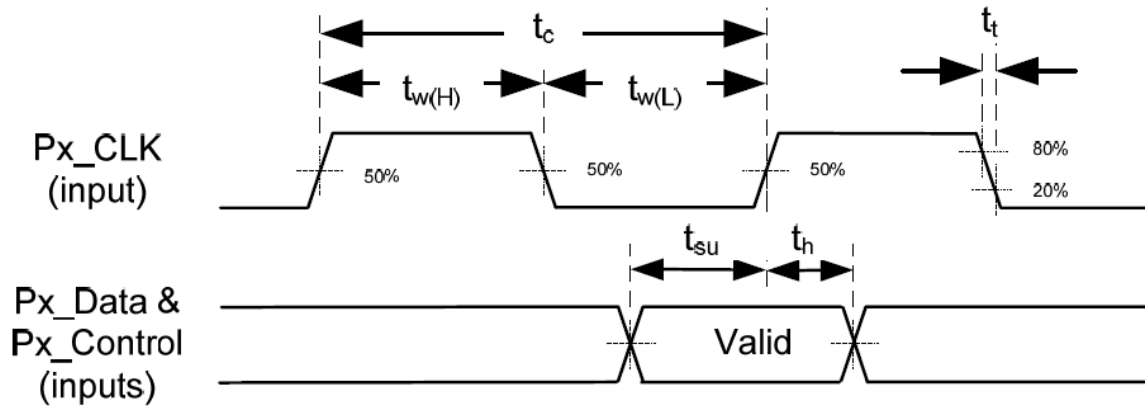 t_c
t_t
t_w(H)
t_w(L)
Px_CLK
(input)
50%
50%
50%
80%
20%
t_su
t_h
Px_Data &
Px_Control
(inputs)
Valid